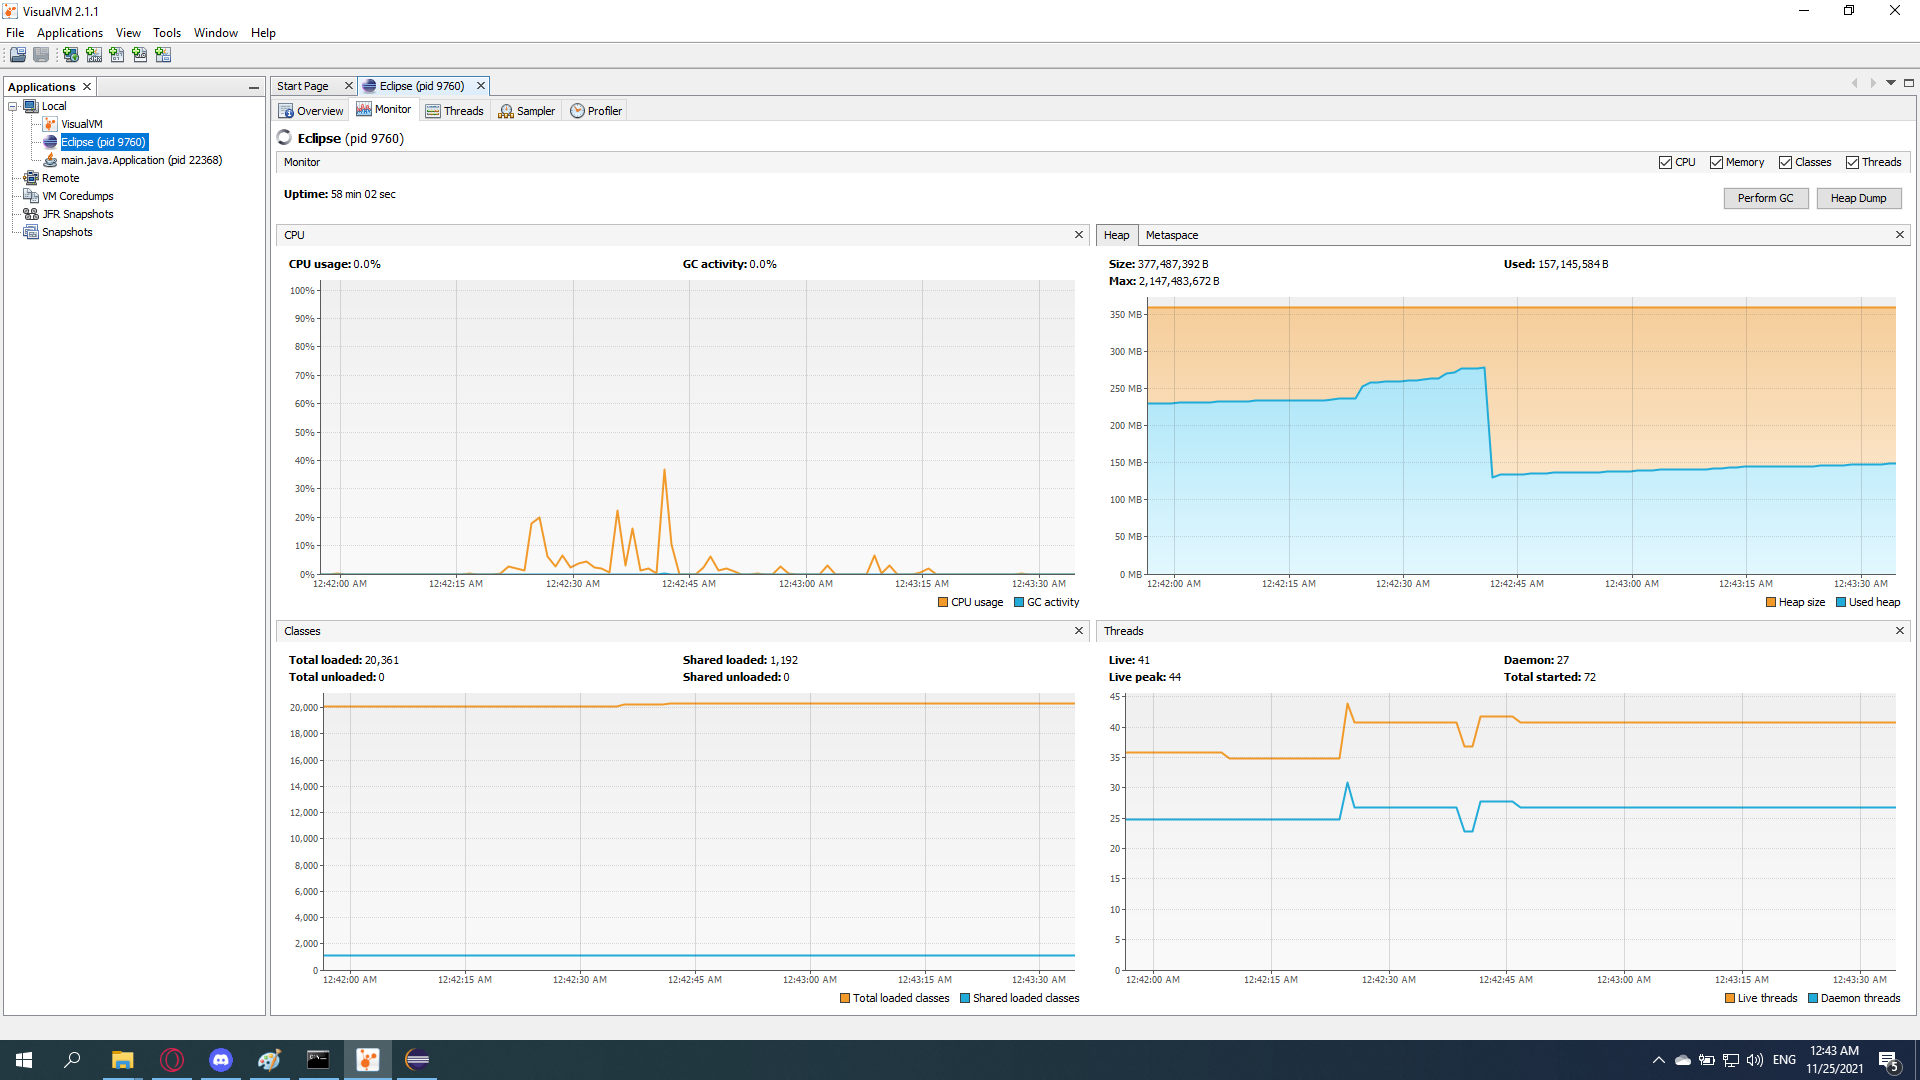 VisualVM 2.1.1
File Applications View Tools Window Help
Applications
Local
VisualVM
Eclipse (pid 9760)
main.java.Application (pid 22368)
Remote
VM Coredumps
JFR Snapshots
Snapshots
Start Page
Eclipse (pid 9760)
Overview Monitor Threads Sampler Profiler
Eclipse (pid 9760)
Monitor
CPU Memory Classes Threads
Uptime: 58 min 02 sec
Perform GC Heap Dump
CPU
CPU usage: 0.0% GC activity: 0.0%
100%
90%
80%
70%
60%
50%
40%
30%
20%
10%
0%
12:42:00 AM 12:42:15 AM 12:42:30 AM 12:42:45 AM 12:43:00 AM 12:43:15 AM 12:43:30 AM
CPU usage GC activity
Heap Metaspace
Size: 377,487,392 B Used: 157,145,584 B
Max: 2,147,483,672 B
350 MB
300 MB
250 MB
200 MB
150 MB
100 MB
50 MB
0 MB
12:42:00 AM 12:42:15 AM 12:42:30 AM 12:42:45 AM 12:43:00 AM 12:43:15 AM 12:43:30 AM
Heap size Used heap
Classes
Total loaded: 20,361 Shared loaded: 1,192
Total unloaded: 0 Shared unloaded: 0
20,000
18,000
16,000
14,000
12,000
10,000
8,000
6,000
4,000
2,000
0
12:42:00 AM 12:42:15 AM 12:42:30 AM 12:42:45 AM 12:43:00 AM 12:43:15 AM 12:43:30 AM
Total loaded classes Shared loaded classes
Threads
Live: 41 Daemon: 27
Live peak: 44 Total started: 72
45
40
35
30
25
20
15
10
5
0
12:42:00 AM 12:42:15 AM 12:42:30 AM 12:42:45 AM 12:43:00 AM 12:43:15 AM 12:43:30 AM
Live threads Daemon threads
ENG
12:43 AM
11/25/2021
5